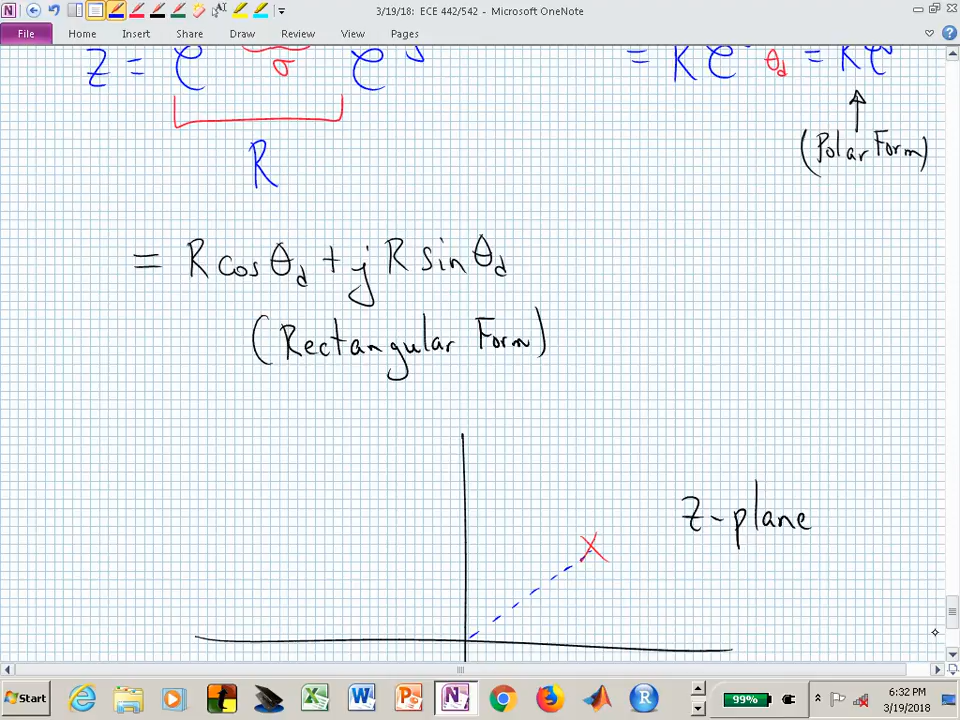 3/19/18: ECE 442/542 - Microsoft OneNote
File Home Insert Share Draw Review View Pages
z = e σ e j = R e θd = R e j
R
(Polar Form)
= R cos θd + j R sin θd
(Rectangular Form)
z-plane
X
Start
99%
6:32 PM
3/19/2018